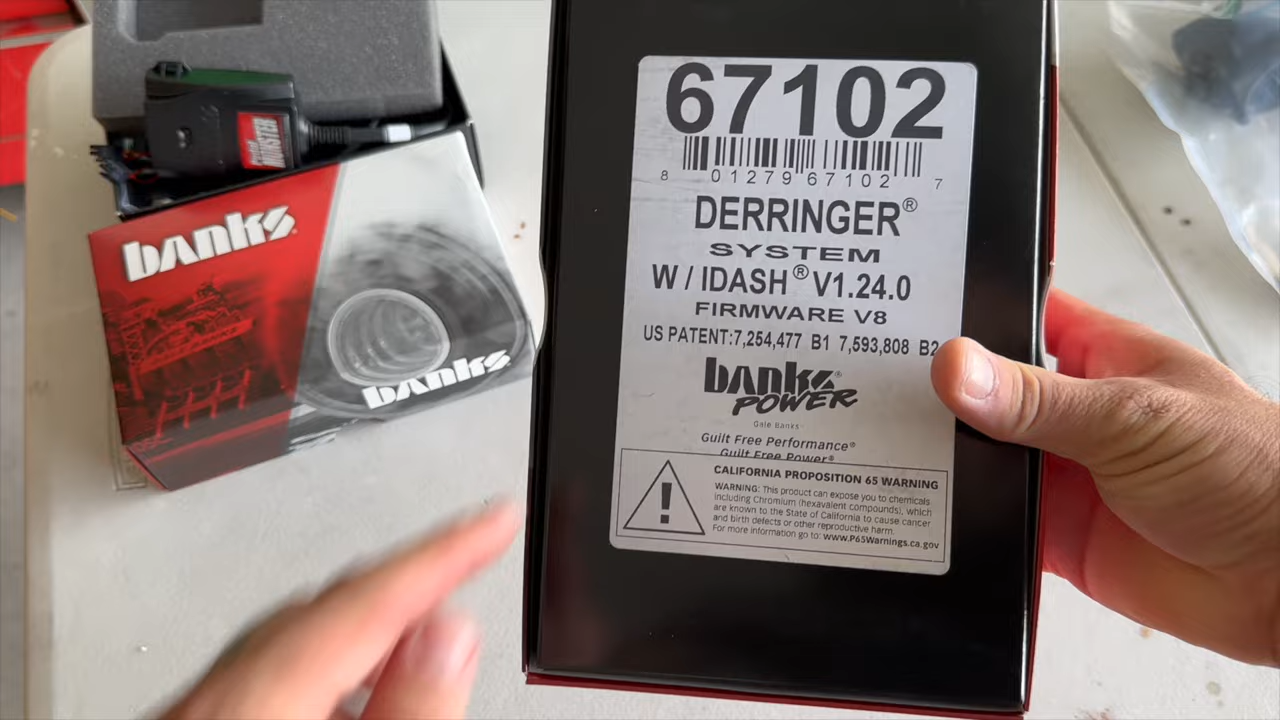 67102
8 01279 67102 7
DERRINGER®
SYSTEM
W / IDASH® V1.24.0
FIRMWARE V8
US PATENT:7,254,477 B1 7,593,808 B2
banks®
POWER
Gale Banks
Guilt Free Performance®
Guilt Free Power®
CALIFORNIA PROPOSITION 65 WARNING
WARNING: This product can expose you to chemicals
including Chromium (hexavalent compounds), which
are known to the State of California to cause cancer
and birth defects or other reproductive harm.
For more information go to: www.P65Warnings.ca.gov
banks
banks